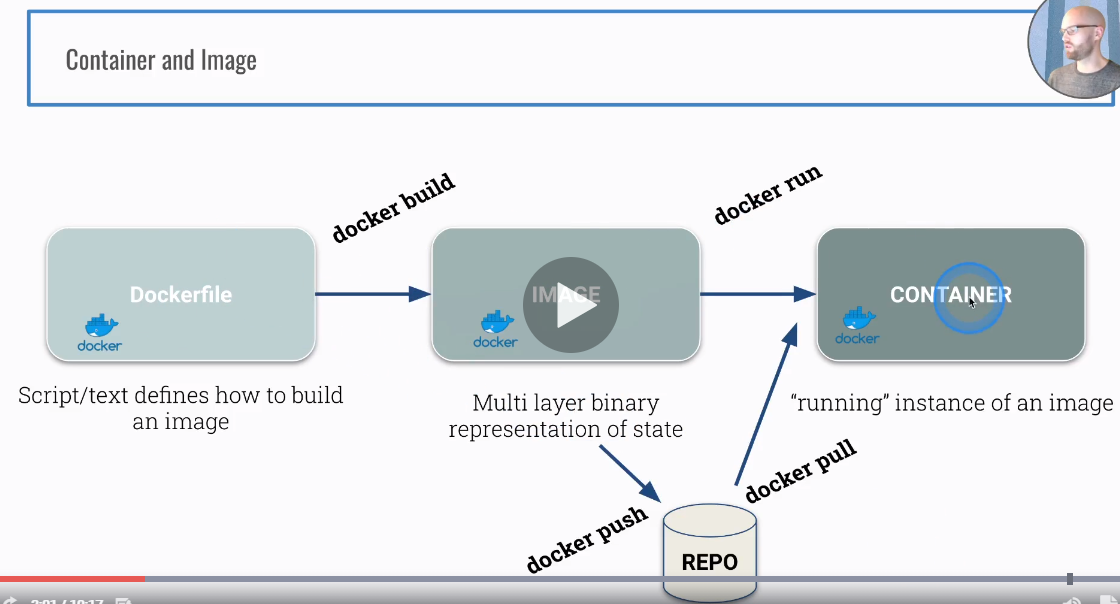 Container and Image
docker build
docker run
Dockerfile
IMAGE
CONTAINER
docker
docker
docker
Script/text defines how to build
an image
Multi layer binary
representation of state
“running” instance of an image
docker push
docker pull
REPO